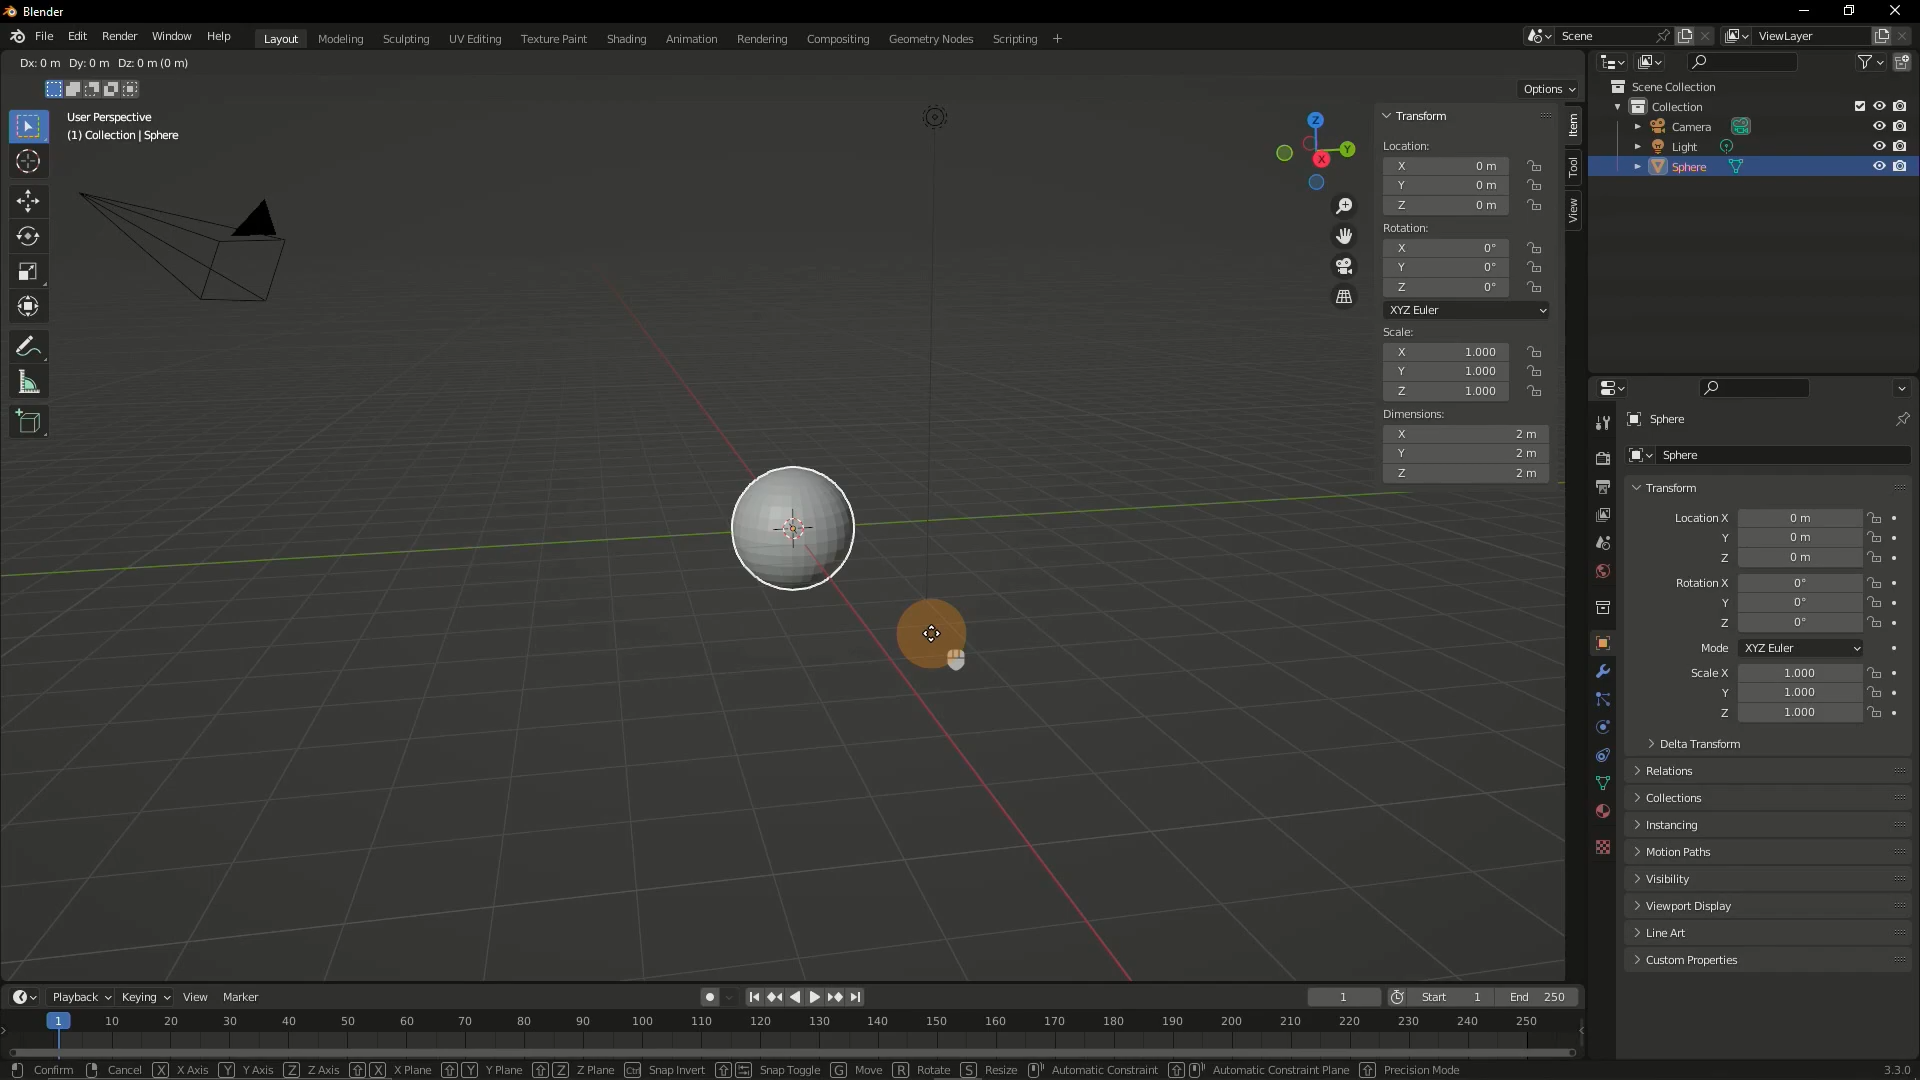 Blender
File Edit Render Window Help
Layout Modeling Sculpting UV Editing Texture Paint Shading Animation Rendering Compositing Geometry Nodes Scripting +
Scene
ViewLayer
Dx: 0 m Dy: 0 m Dz: 0 m (0 m)
Options
User Perspective
(1) Collection | Sphere
Z
Y
X
Transform
Location:
X 0 m
Y 0 m
Z 0 m
Rotation:
X 0°
Y 0°
Z 0°
XYZ Euler
Scale:
X 1.000
Y 1.000
Z 1.000
Dimensions:
X 2 m
Y 2 m
Z 2 m
Item
Tool
View
Scene Collection
Collection
Camera
Light
Sphere
Sphere
Sphere
Transform
Location X 0 m
Y 0 m
Z 0 m
Rotation X 0°
Y 0°
Z 0°
Mode XYZ Euler
Scale X 1.000
Y 1.000
Z 1.000
Delta Transform
Relations
Collections
Instancing
Motion Paths
Visibility
Viewport Display
Line Art
Custom Properties
Playback Keying View Marker
1 Start 1 End 250
1 10 20 30 40 50 60 70 80 90 100 110 120 130 140 150 160 170 180 190 200 210 220 230 240 250
Confirm Cancel X X Axis Y Y Axis Z Z Axis X X Plane Y Y Plane Z Z Plane Ctrl Snap Invert Snap Toggle G Move R Rotate S Resize Automatic Constraint Automatic Constraint Plane Precision Mode 3.3.0